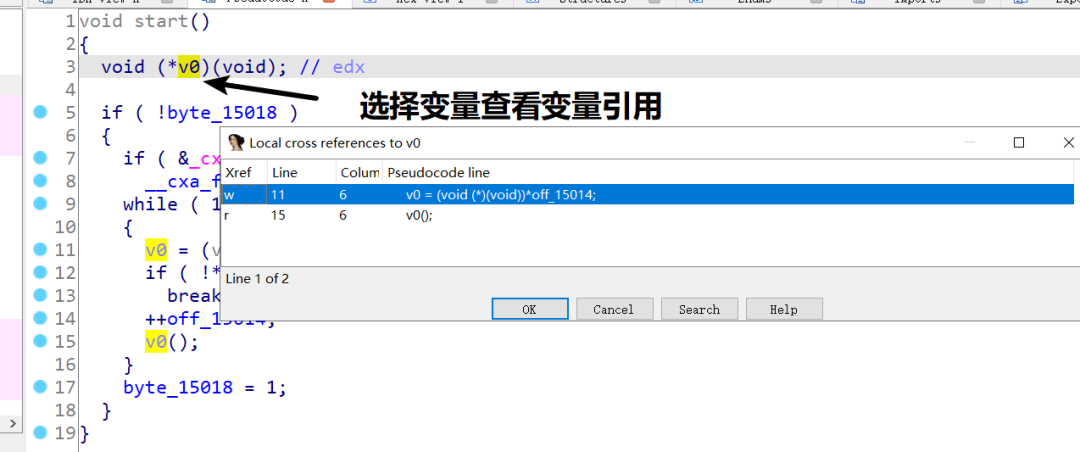 IDA View-A Pseudocode-A Hex View-1 Structures Enums Imports
1 void start()
2 {
3 void (*v0)(void); // edx
4
5 if ( !byte_15018 )
选择变量查看变量引用
6 {
Local cross references to v0
7 if ( &_cx
8 __cxa_f
9 while ( 1
10 {
11 v0 = (v
12 if ( !*
13 break
14 ++off_15014;
15 v0();
16 }
17 byte_15018 = 1;
18 }
19 }
Xref Line Colum Pseudocode line
w 11 6 v0 = (void (*)(void))*off_15014;
r 15 6 v0();
Line 1 of 2
OK Cancel Search Help